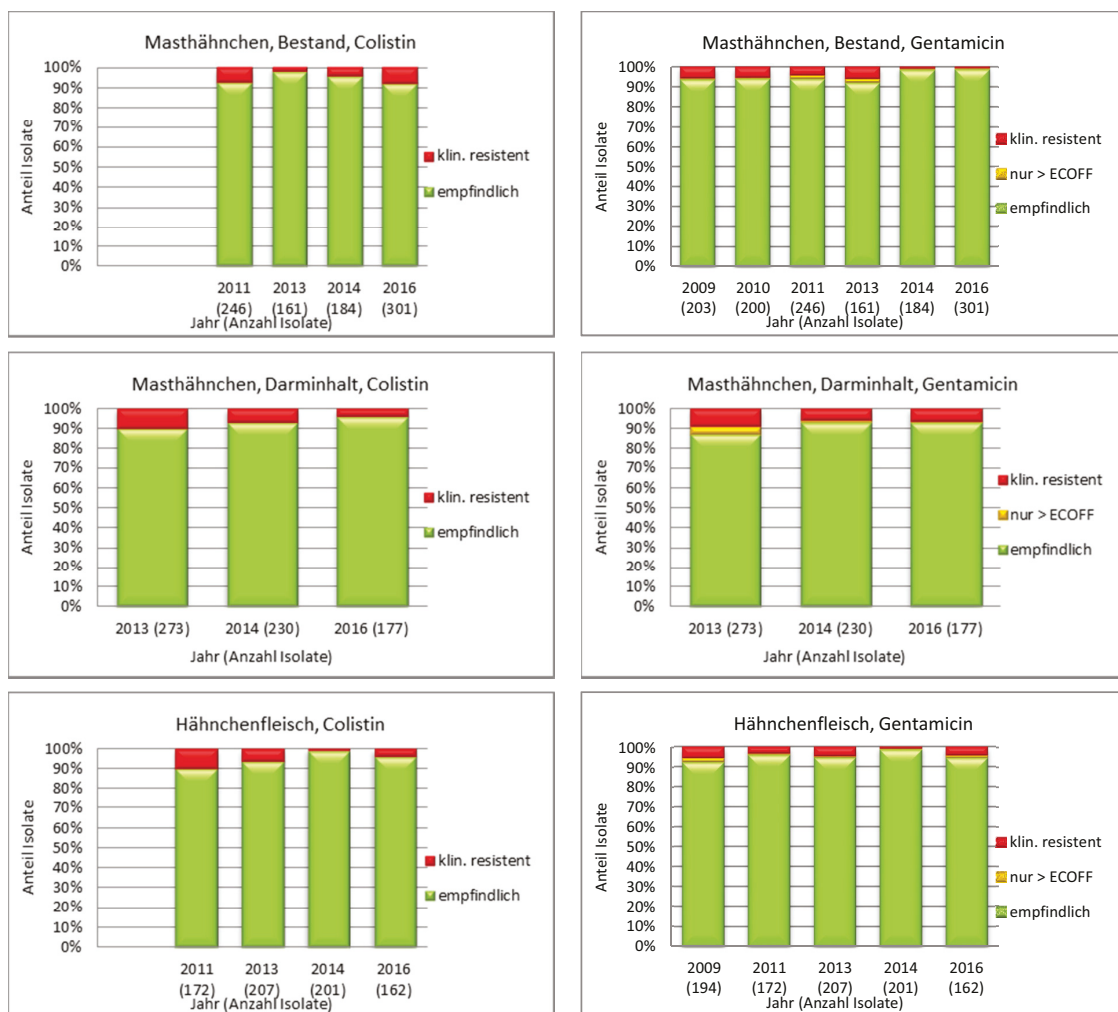 Masthähnchen, Bestand, Colistin
Anteil Isolate
100%
90%
80%
70%
60%
50%
40%
30%
20%
10%
0%
klin. resistent
empfindlich
2011 2013 2014 2016
(246) (161) (184) (301)
Jahr (Anzahl Isolate)
Masthähnchen, Bestand, Gentamicin
Anteil Isolate
100%
90%
80%
70%
60%
50%
40%
30%
20%
10%
0%
klin. resistent
nur > ECOFF
empfindlich
2009 2010 2011 2013 2014 2016
(203) (200) (246) (161) (184) (301)
Jahr (Anzahl Isolate)
Masthähnchen, Darminhalt, Colistin
Anteil Isolate
100%
90%
80%
70%
60%
50%
40%
30%
20%
10%
0%
klin. resistent
empfindlich
2013 (273) 2014 (230) 2016 (177)
Jahr (Anzahl Isolate)
Masthähnchen, Darminhalt, Gentamicin
Anteil Isolate
100%
90%
80%
70%
60%
50%
40%
30%
20%
10%
0%
klin. resistent
nur > ECOFF
empfindlich
2013 (273) 2014 (230) 2016 (177)
Jahr (Anzahl Isolate)
Hähnchenfleisch, Colistin
Anteil Isolate
100%
90%
80%
70%
60%
50%
40%
30%
20%
10%
0%
klin. resistent
empfindlich
2011 2013 2014 2016
(172) (207) (201) (162)
Jahr (Anzahl Isolate)
Hähnchenfleisch, Gentamicin
Anteil Isolate
100%
90%
80%
70%
60%
50%
40%
30%
20%
10%
0%
klin. resistent
nur > ECOFF
empfindlich
2009 2011 2013 2014 2016
(194) (172) (207) (201) (162)
Jahr (Anzahl Isolate)